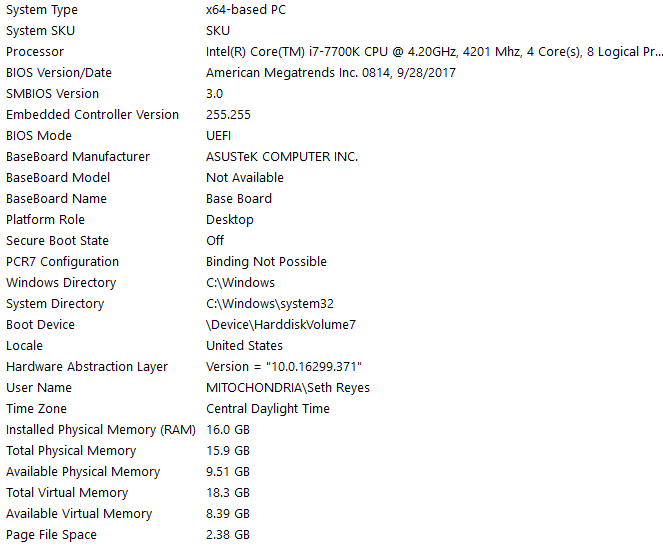 System Type x64-based PC
System SKU SKU
Processor Intel(R) Core(TM) i7-7700K CPU @ 4.20GHz, 4201 Mhz, 4 Core(s), 8 Logical Pr...
BIOS Version/Date American Megatrends Inc. 0814, 9/28/2017
SMBIOS Version 3.0
Embedded Controller Version 255.255
BIOS Mode UEFI
BaseBoard Manufacturer ASUSTeK COMPUTER INC.
BaseBoard Model Not Available
BaseBoard Name Base Board
Platform Role Desktop
Secure Boot State Off
PCR7 Configuration Binding Not Possible
Windows Directory C:\Windows
System Directory C:\Windows\system32
Boot Device \Device\HarddiskVolume7
Locale United States
Hardware Abstraction Layer Version = "10.0.16299.371"
User Name MITOCHONDRIA\Seth Reyes
Time Zone Central Daylight Time
Installed Physical Memory (RAM) 16.0 GB
Total Physical Memory 15.9 GB
Available Physical Memory 9.51 GB
Total Virtual Memory 18.3 GB
Available Virtual Memory 8.39 GB
Page File Space 2.38 GB